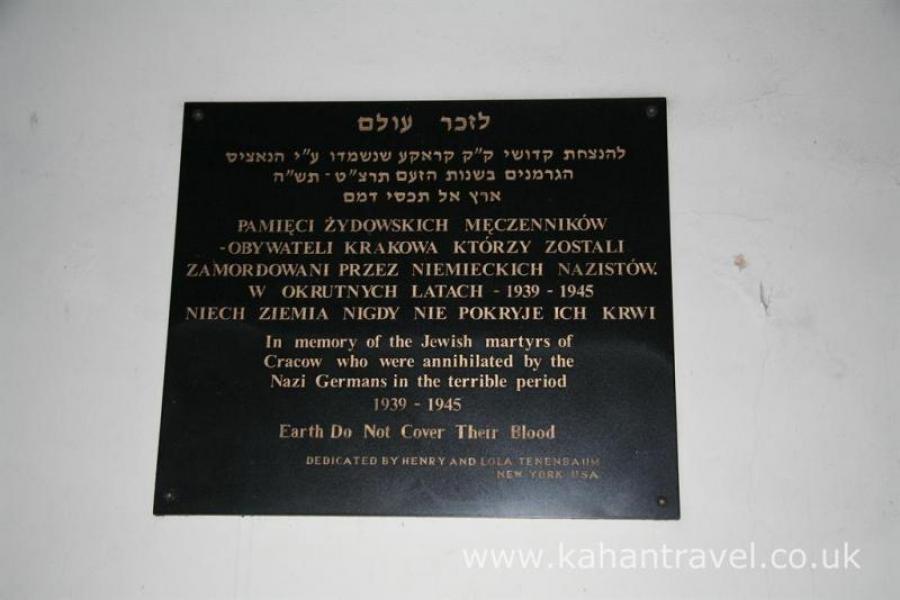 לזכר עולם
להנצחת קדושי ק"ק קראקע שנשמדו ע"י הנאציס
הגרמנים בשנות הזעם תרצ"ט - תש"ה
ארץ אל תכסי דמם
PAMIĘCI ŻYDOWSKICH MĘCZENNIKÓW
-OBYWATELI KRAKOWA KTÓRZY ZOSTALI
ZAMORDOWANI PRZEZ NIEMIECKICH NAZISTÓW.
W OKRUTNYCH LATACH - 1939 - 1945
NIECH ZIEMIA NIGDY NIE POKRYJE ICH KRWI
In memory of the Jewish martyrs of
Cracow who were annihilated by the
Nazi Germans in the terrible period
1939 - 1945
Earth Do Not Cover Their Blood
DEDICATED BY HENRY AND LOLA TENENBAUM
NEW YORK USA
www.kahantravel.co.uk